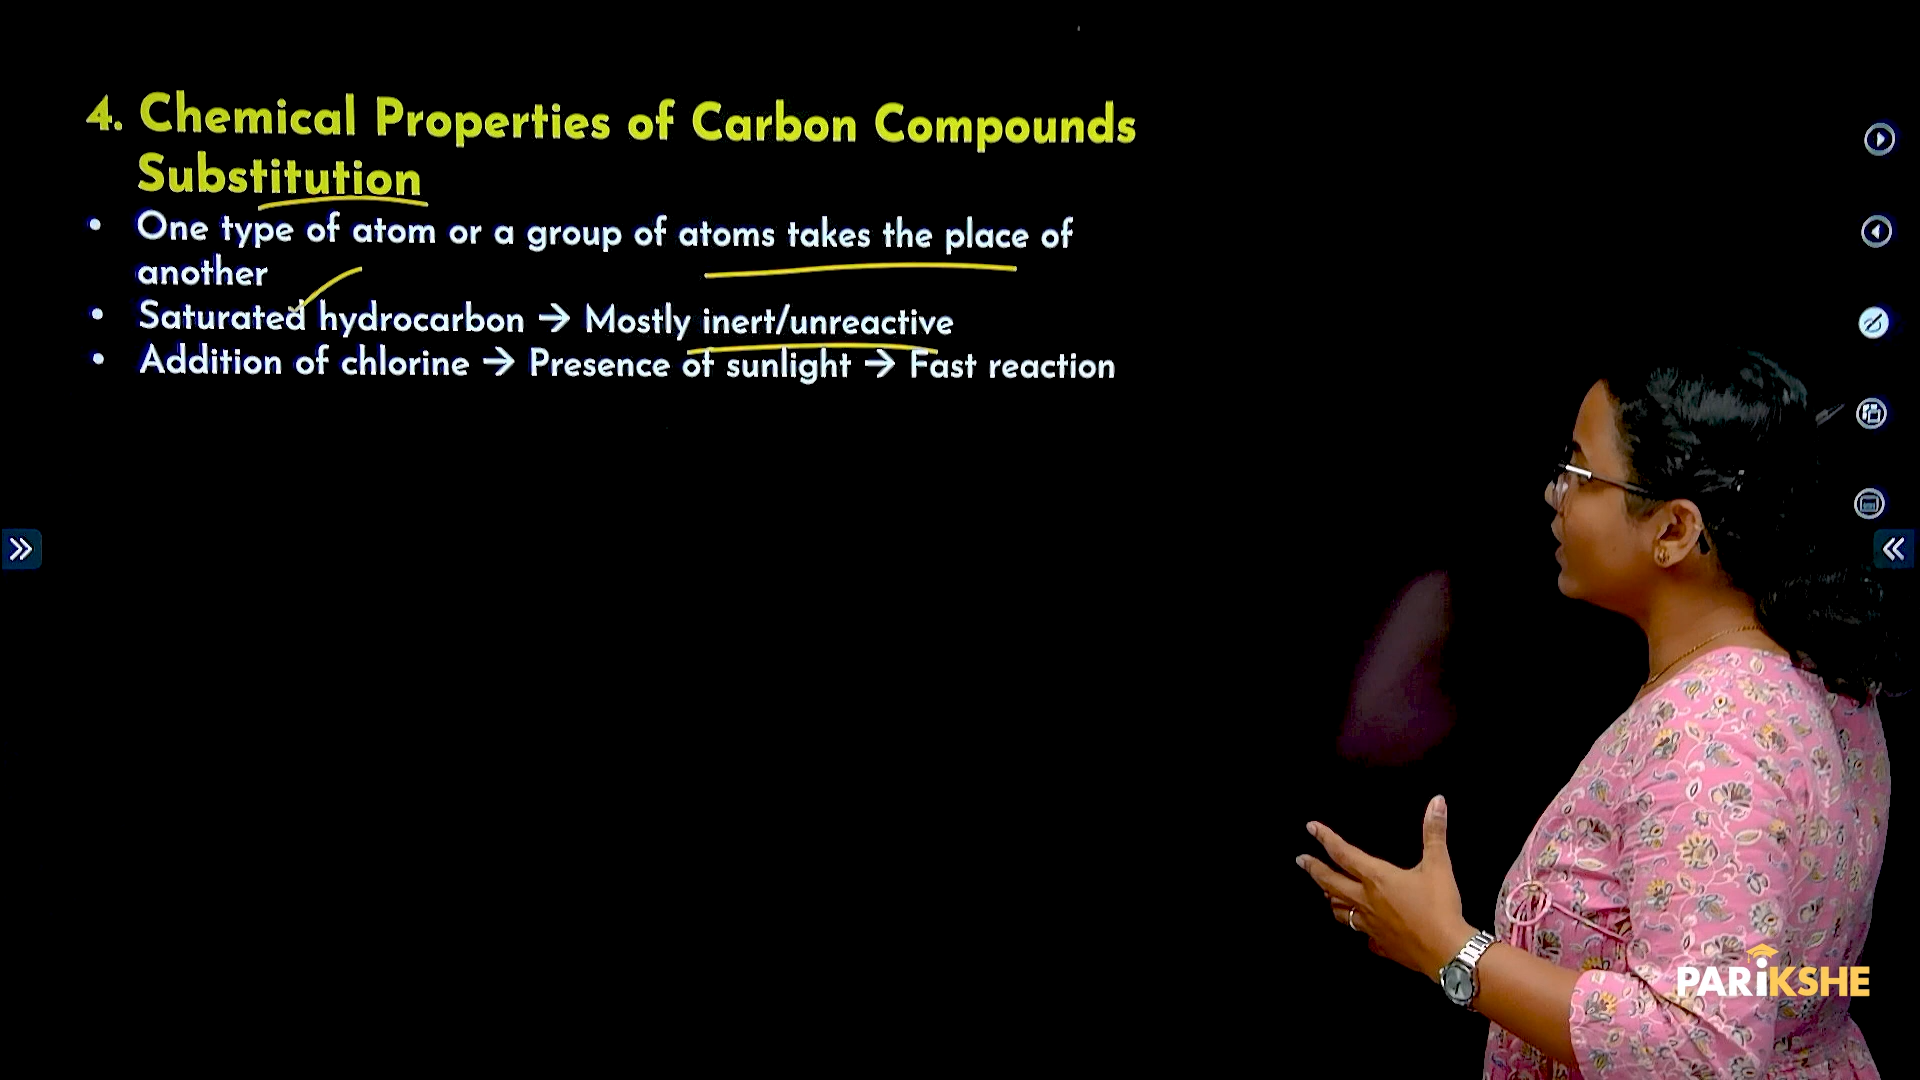 4. Chemical Properties of Carbon Compounds
Substitution
• One type of atom or a group of atoms takes the place of
another
• Saturated hydrocarbon → Mostly inert/unreactive
• Addition of chlorine → Presence of sunlight → Fast reaction
PARiKSHE